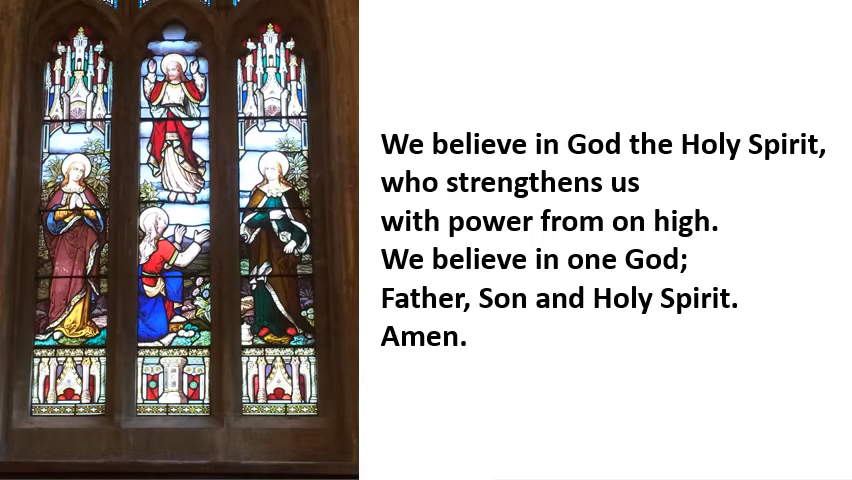 We believe in God the Holy Spirit,
who strengthens us
with power from on high.
We believe in one God;
Father, Son and Holy Spirit.
Amen.